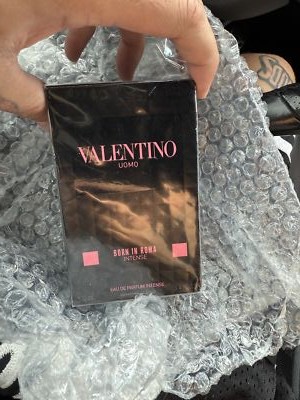 VALENTINO
UOMO
BORN IN ROMA
INTENSE
EAU DE PARFUM INTENSE